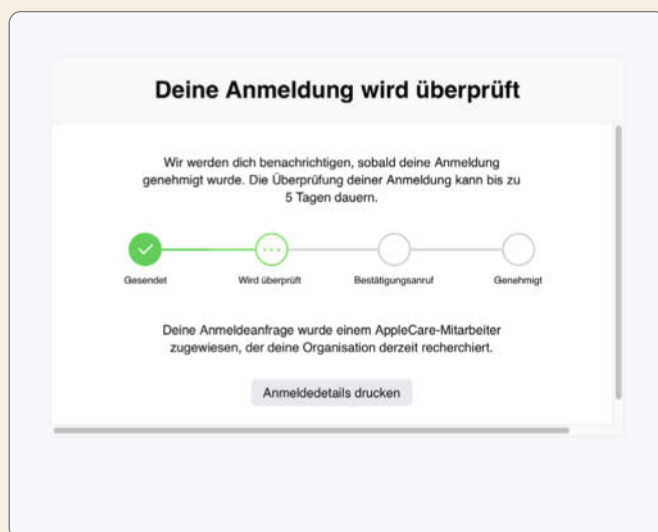 Deine Anmeldung wird überprüft
Wir werden dich benachrichtigen, sobald deine Anmeldung
genehmigt wurde. Die Überprüfung deiner Anmeldung kann bis zu
5 Tagen dauern.
Gesendet
Wird überprüft
Bestätigungsanruf
Genehmigt
Deine Anmeldeanfrage wurde einem AppleCare-Mitarbeiter
zugewiesen, der deine Organisation derzeit recherchiert.
Anmeldedetails drucken